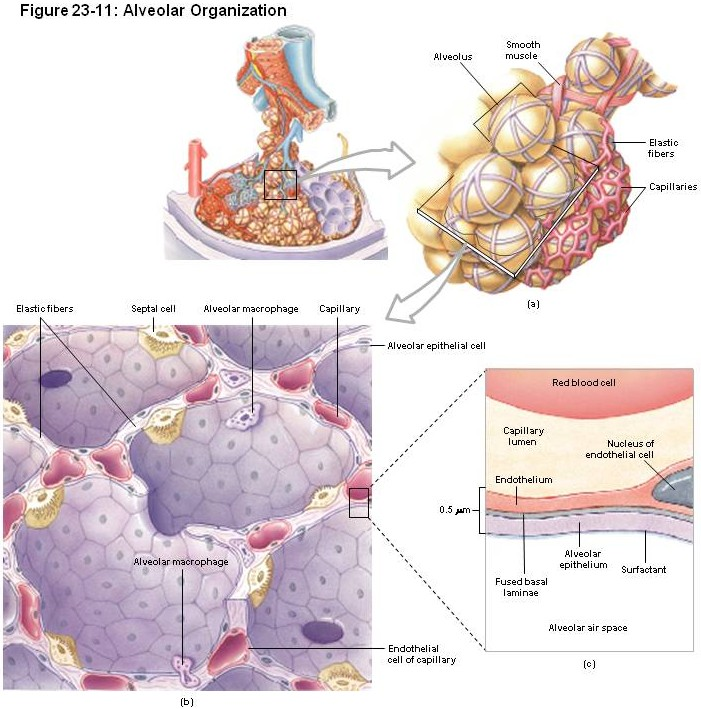 Figure 23-11: Alveolar Organization
Alveolus
Smooth
muscle
Elastic
fibers
Capillaries
(a)
Elastic fibers
Septal cell
Alveolar macrophage
Capillary
Alveolar epithelial cell
Alveolar macrophage
Endothelial
cell of capillary
(b)
Red blood cell
Capillary
lumen
Nucleus of
endothelial cell
Endothelium
0.5 µm
Alveolar
epithelium
Surfactant
Fused basal
laminae
Alveolar air space
(c)